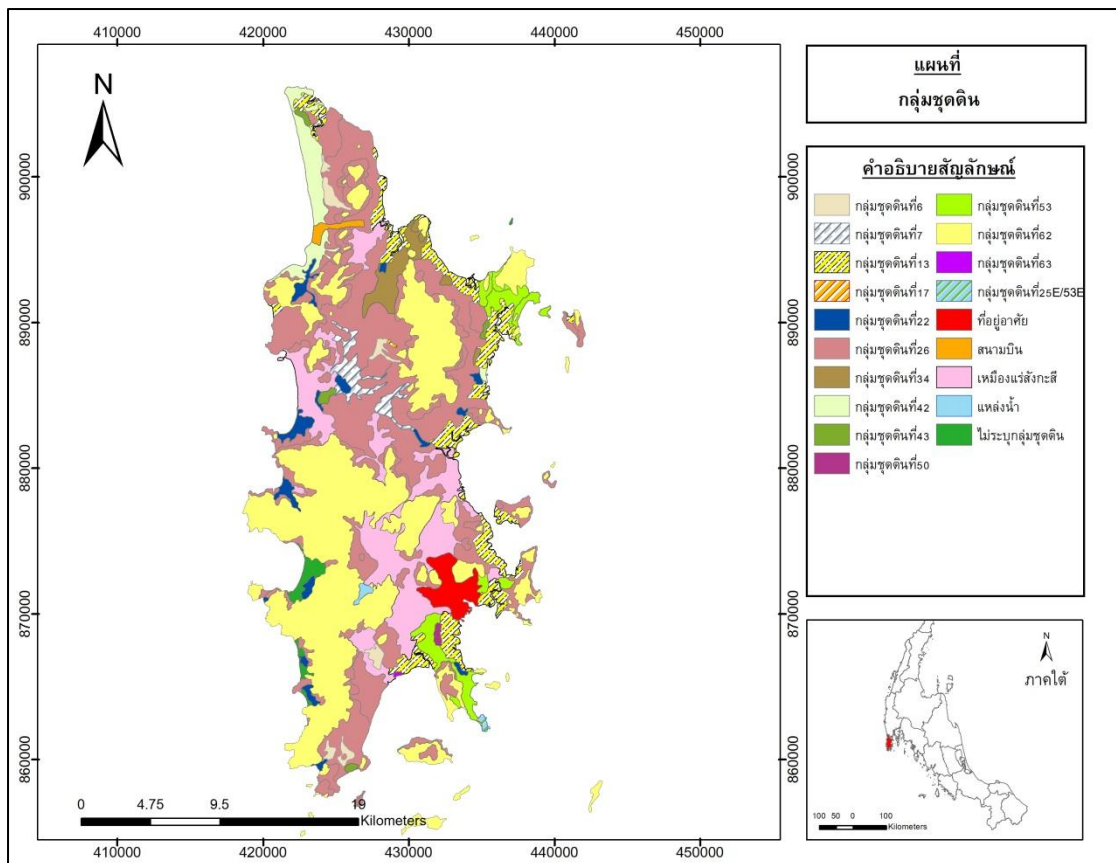 แผนที่
กลุ่มชุดดิน
คำอธิบายสัญลักษณ์
กลุ่มชุดดินที่6
กลุ่มชุดดินที่7
กลุ่มชุดดินที่13
กลุ่มชุดดินที่17
กลุ่มชุดดินที่22
กลุ่มชุดดินที่26
กลุ่มชุดดินที่34
กลุ่มชุดดินที่42
กลุ่มชุดดินที่43
กลุ่มชุดดินที่50
กลุ่มชุดดินที่53
กลุ่มชุดดินที่62
กลุ่มชุดดินที่63
กลุ่มชุดดินที่25E/53E
ที่อยู่อาศัย
สนามบิน
เหมืองแร่สังกะสี
แหล่งน้ำ
ไม่ระบุกลุ่มชุดดิน
410000 420000 430000 440000 450000
N
900000
890000
880000
870000
860000
900000
890000
880000
870000
860000
0 4.75 9.5 19
Kilometers
410000 420000 430000 440000 450000
N
ภาคใต้
100 50 0 100
Kilometers